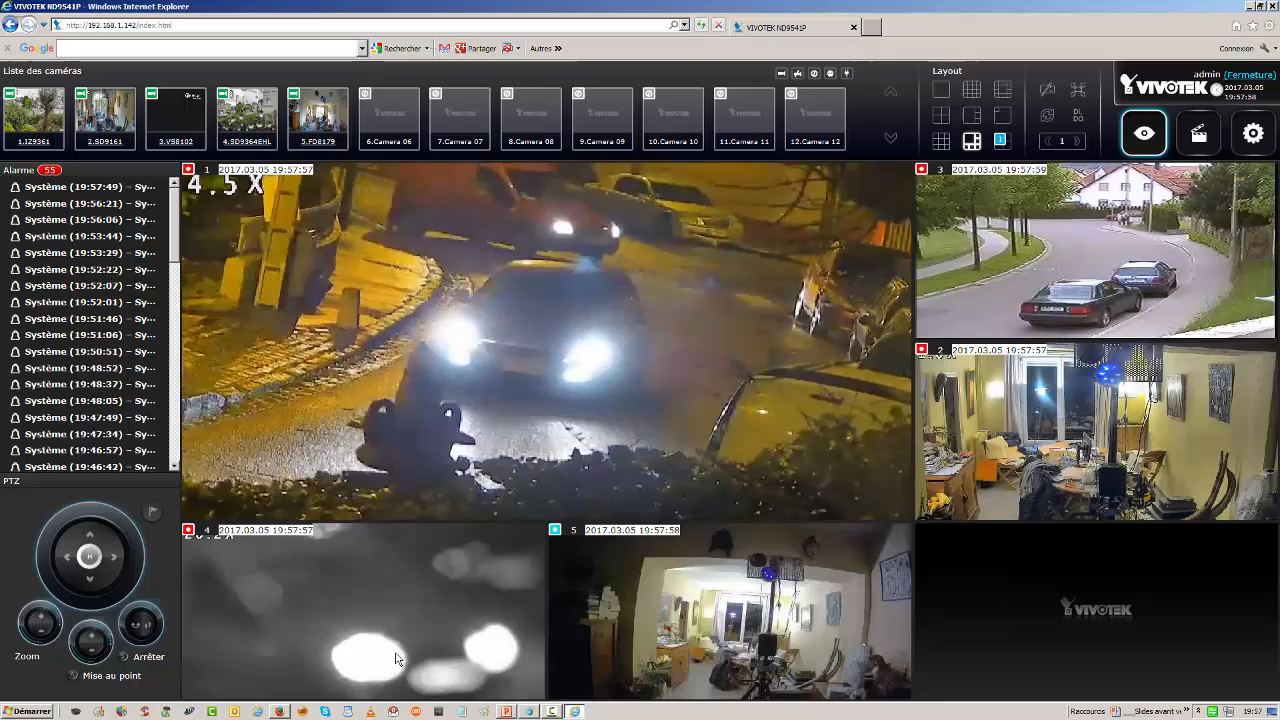 VIVOTEK ND9541P - Windows Internet Explorer
http://192.168.1.142/index.html
VIVOTEK ND9541P
Google
Rechercher
Partager
Autres »
Connexion
Liste des caméras
Layout
admin (Fermeture)
VIVOTEK
2017.03.05
19:57:58
1.IZ9361
2.SD9161
3.VS8102
4.SD9364EHL
5.FD8179
6.Camera 06
7.Camera 07
8.Camera 08
9.Camera 09
10.Camera 10
11.Camera 11
12.Camera 12
1
1
Alarme 55
Système (19:57:49) – Sy...
Système (19:56:21) – Sy...
Système (19:56:06) – Sy...
Système (19:53:44) – Sy...
Système (19:53:29) – Sy...
Système (19:52:22) – Sy...
Système (19:52:07) – Sy...
Système (19:52:01) – Sy...
Système (19:51:46) – Sy...
Système (19:51:06) – Sy...
Système (19:50:51) – Sy...
Système (19:48:52) – Sy...
Système (19:48:37) – Sy...
Système (19:48:05) – Sy...
Système (19:47:49) – Sy...
Système (19:47:34) – Sy...
Système (19:46:57) – Sy...
Système (19:46:42) – Sy...
1 2017.03.05 19:57:57
4.5X
3 2017.03.05 19:57:59
2 2017.03.05 19:57:57
4 2017.03.05 19:57:57
5 2017.03.05 19:57:58
VIVOTEK
PTZ
H
Zoom
Arrêter
Mise au point
Démarrer
Raccourcis
__Slides avant v
19:57